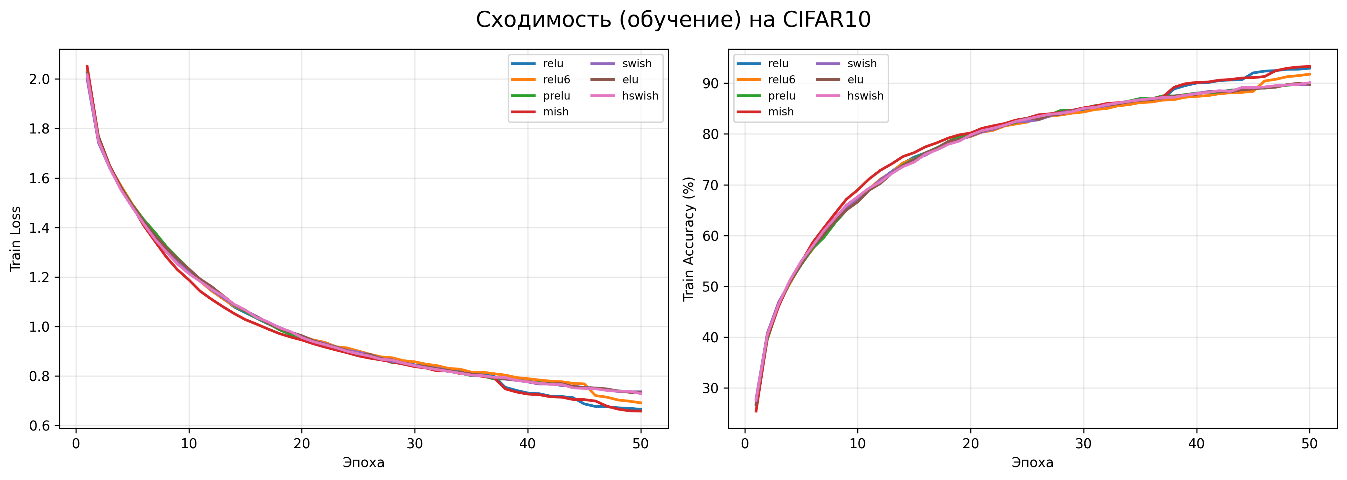 Сходимость (обучение) на CIFAR10
Train Loss
2.0
1.8
1.6
1.4
1.2
1.0
0.8
0.6
0
10
20
30
40
50
Эпоха
relu
relu6
prelu
mish
swish
elu
hswish
Train Accuracy (%)
90
80
70
60
50
40
30
0
10
20
30
40
50
Эпоха
relu
relu6
prelu
mish
swish
elu
hswish